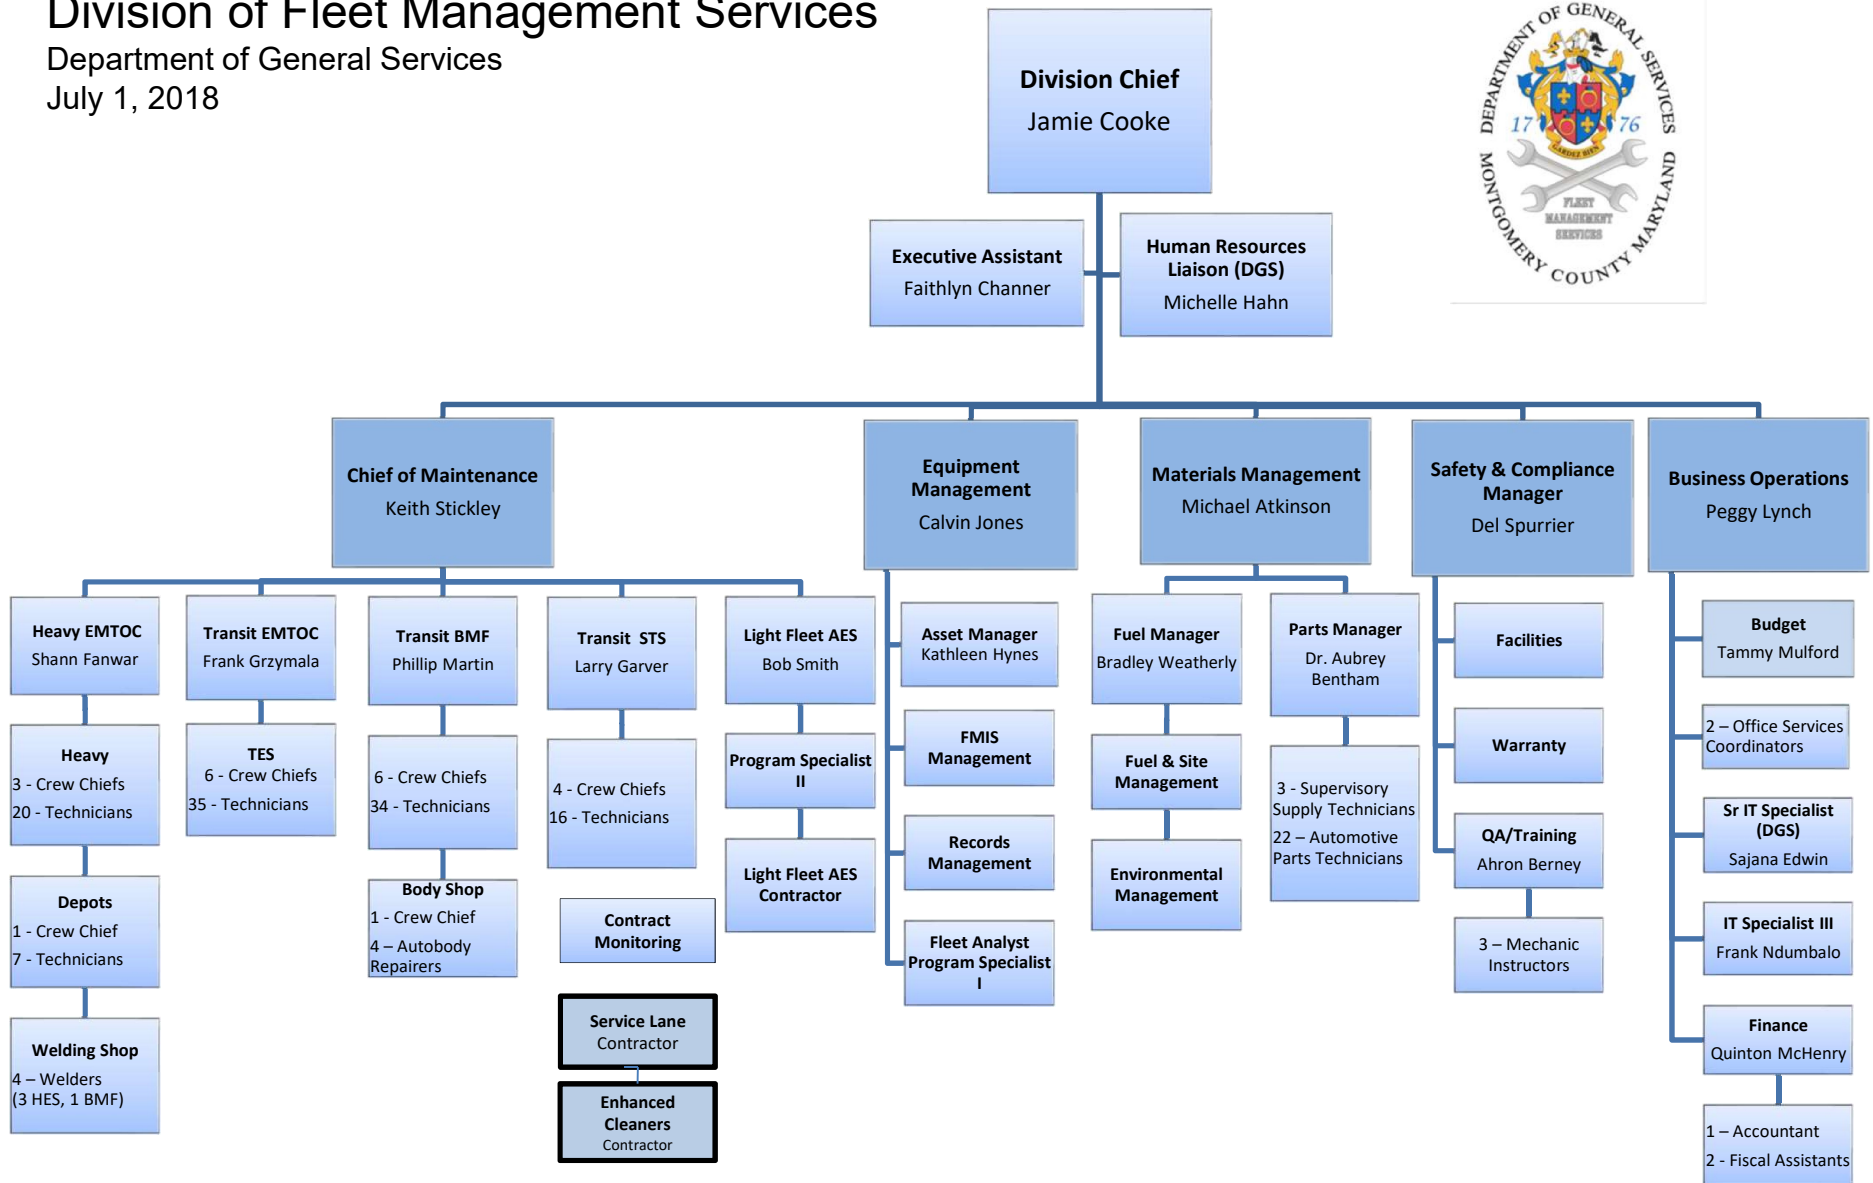 Division of Fleet Management Services
Department of General Services
July 1, 2018
Division Chief
Jamie Cooke
DEPARTMENT OF GENERAL SERVICES
17 76
GARDEZ BIEN
FLEET
MANAGEMENT
SERVICES
MONTGOMERY COUNTY MARYLAND
Executive Assistant
Faithlyn Channer
Human Resources
Liaison (DGS)
Michelle Hahn
Chief of Maintenance
Keith Stickley
Equipment
Management
Calvin Jones
Materials Management
Michael Atkinson
Safety & Compliance
Manager
Del Spurrier
Business Operations
Peggy Lynch
Heavy EMTOC
Shann Fanwar
Heavy
3 - Crew Chiefs
20 - Technicians
Depots
1 - Crew Chief
7 - Technicians
Welding Shop
4 – Welders
(3 HES, 1 BMF)
Transit EMTOC
Frank Grzymala
TES
6 - Crew Chiefs
35 - Technicians
Transit BMF
Phillip Martin
6 - Crew Chiefs
34 - Technicians
Body Shop
1 - Crew Chief
4 – Autobody
Repairers
Transit  STS
Larry Garver
4 - Crew Chiefs
16 - Technicians
Contract
Monitoring
Service Lane
Contractor
Enhanced
Cleaners
Contractor
Light Fleet AES
Bob Smith
Program Specialist
II
Light Fleet AES
Contractor
Asset Manager
Kathleen Hynes
FMIS
Management
Records
Management
Fleet Analyst
Program Specialist
I
Fuel Manager
Bradley Weatherly
Fuel & Site
Management
Environmental
Management
Parts Manager
Dr. Aubrey
Bentham
3 - Supervisory
Supply Technicians
22 – Automotive
Parts Technicians
Facilities
Warranty
QA/Training
Ahron Berney
3 – Mechanic
Instructors
Budget
Tammy Mulford
2 – Office Services
Coordinators
Sr IT Specialist
(DGS)
Sajana Edwin
IT Specialist III
Frank Ndumbalo
Finance
Quinton McHenry
1 – Accountant
2 - Fiscal Assistants